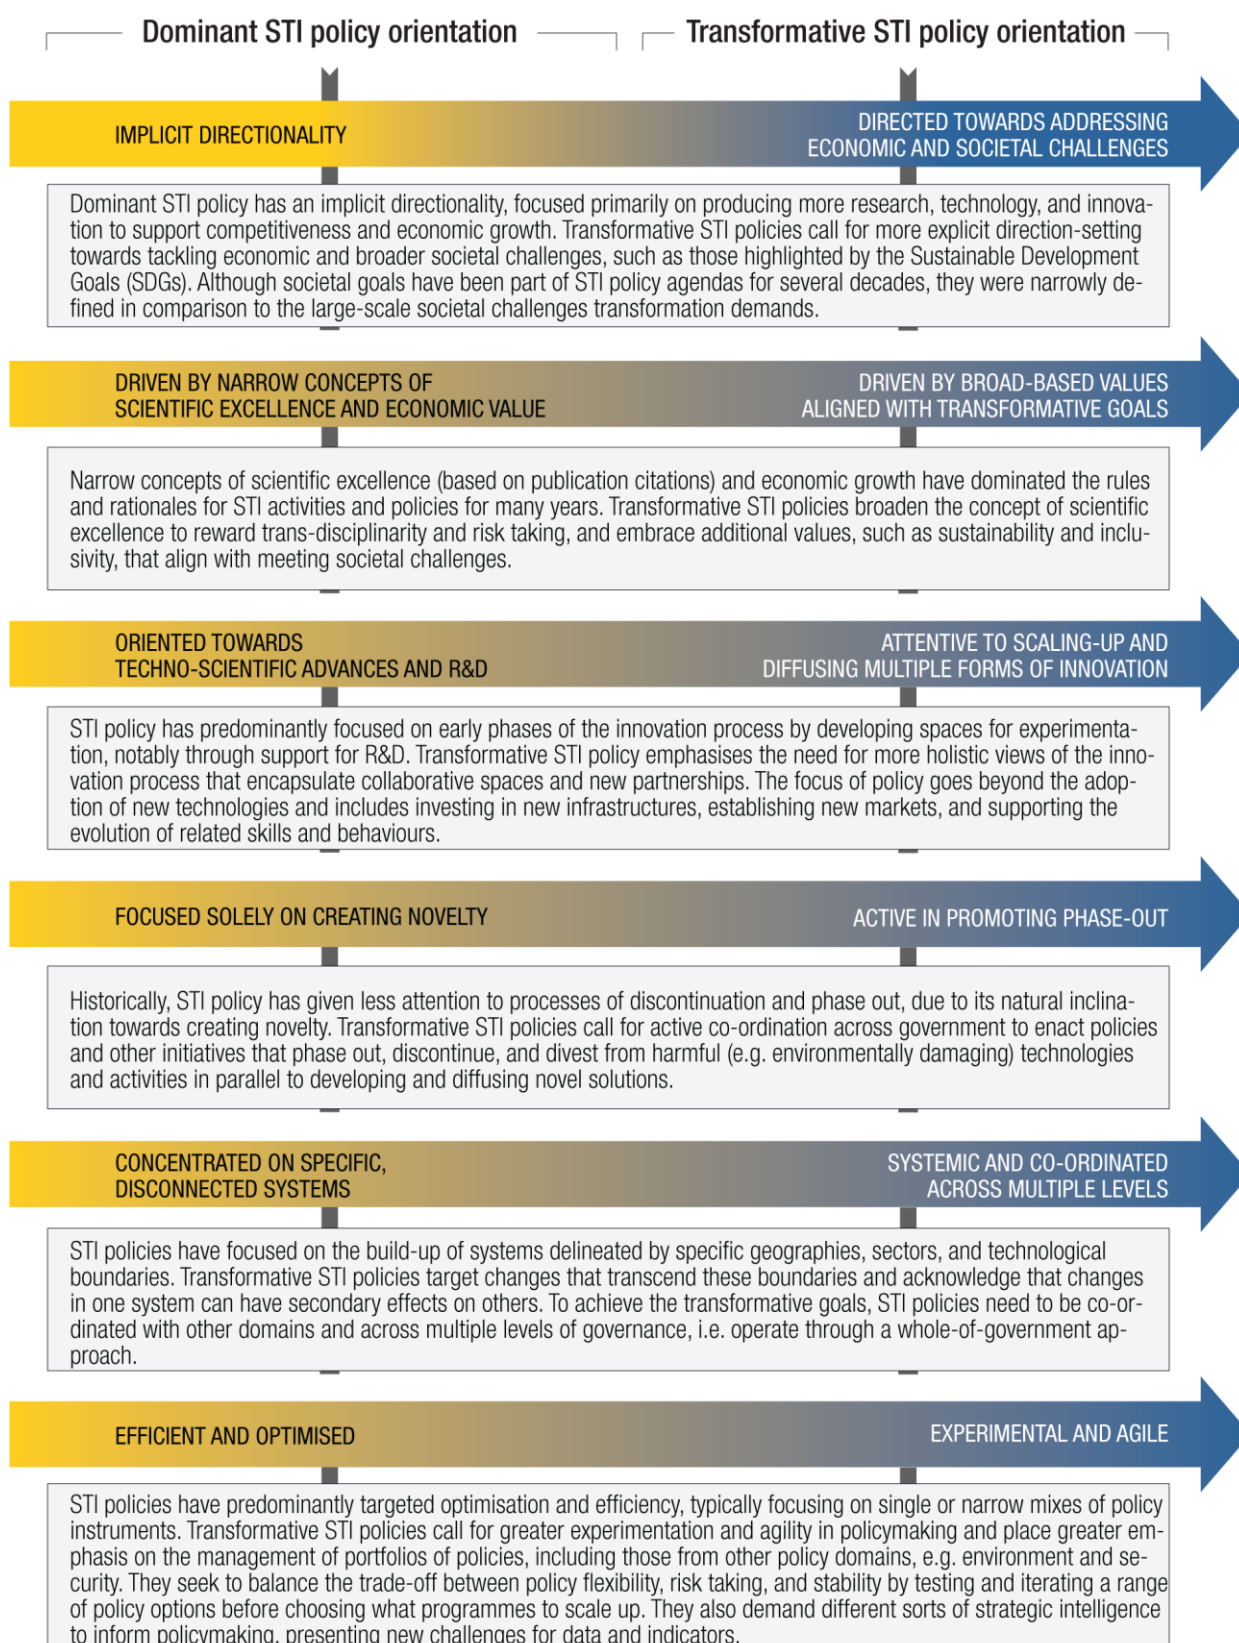 Dominant STI policy orientation
Transformative STI policy orientation
IMPLICIT DIRECTIONALITY
DIRECTED TOWARDS ADDRESSING
ECONOMIC AND SOCIETAL CHALLENGES
Dominant STI policy has an implicit directionality, focused primarily on producing more research, technology, and innova-
tion to support competitiveness and economic growth. Transformative STI policies call for more explicit direction-setting
towards tackling economic and broader societal challenges, such as those highlighted by the Sustainable Development
Goals (SDGs). Although societal goals have been part of STI policy agendas for several decades, they were narrowly de-
fined in comparison to the large-scale societal challenges transformation demands.
DRIVEN BY NARROW CONCEPTS OF
SCIENTIFIC EXCELLENCE AND ECONOMIC VALUE
DRIVEN BY BROAD-BASED VALUES
ALIGNED WITH TRANSFORMATIVE GOALS
Narrow concepts of scientific excellence (based on publication citations) and economic growth have dominated the rules
and rationales for STI activities and policies for many years. Transformative STI policies broaden the concept of scientific
excellence to reward trans-disciplinarity and risk taking, and embrace additional values, such as sustainability and inclu-
sivity, that align with meeting societal challenges.
ORIENTED TOWARDS
TECHNO-SCIENTIFIC ADVANCES AND R&D
ATTENTIVE TO SCALING-UP AND
DIFFUSING MULTIPLE FORMS OF INNOVATION
STI policy has predominantly focused on early phases of the innovation process by developing spaces for experimenta-
tion, notably through support for R&D. Transformative STI policy emphasises the need for more holistic views of the inno-
vation process that encapsulate collaborative spaces and new partnerships. The focus of policy goes beyond the adop-
tion of new technologies and includes investing in new infrastructures, establishing new markets, and supporting the
evolution of related skills and behaviours.
FOCUSED SOLELY ON CREATING NOVELTY
ACTIVE IN PROMOTING PHASE-OUT
Historically, STI policy has given less attention to processes of discontinuation and phase out, due to its natural inclina-
tion towards creating novelty. Transformative STI policies call for active co-ordination across government to enact policies
and other initiatives that phase out, discontinue, and divest from harmful (e.g. environmentally damaging) technologies
and activities in parallel to developing and diffusing novel solutions.
CONCENTRATED ON SPECIFIC,
DISCONNECTED SYSTEMS
SYSTEMIC AND CO-ORDINATED
ACROSS MULTIPLE LEVELS
STI policies have focused on the build-up of systems delineated by specific geographies, sectors, and technological
boundaries. Transformative STI policies target changes that transcend these boundaries and acknowledge that changes
in one system can have secondary effects on others. To achieve the transformative goals, STI policies need to be co-or-
dinated with other domains and across multiple levels of governance, i.e. operate through a whole-of-government ap-
proach.
EFFICIENT AND OPTIMISED
EXPERIMENTAL AND AGILE
STI policies have predominantly targeted optimisation and efficiency, typically focusing on single or narrow mixes of policy
instruments. Transformative STI policies call for greater experimentation and agility in policymaking and place greater em-
phasis on the management of portfolios of policies, including those from other policy domains, e.g. environment and se-
curity. They seek to balance the trade-off between policy flexibility, risk taking, and stability by testing and iterating a range
of policy options before choosing what programmes to scale up. They also demand different sorts of strategic intelligence
to inform policymaking, presenting new challenges for data and indicators.